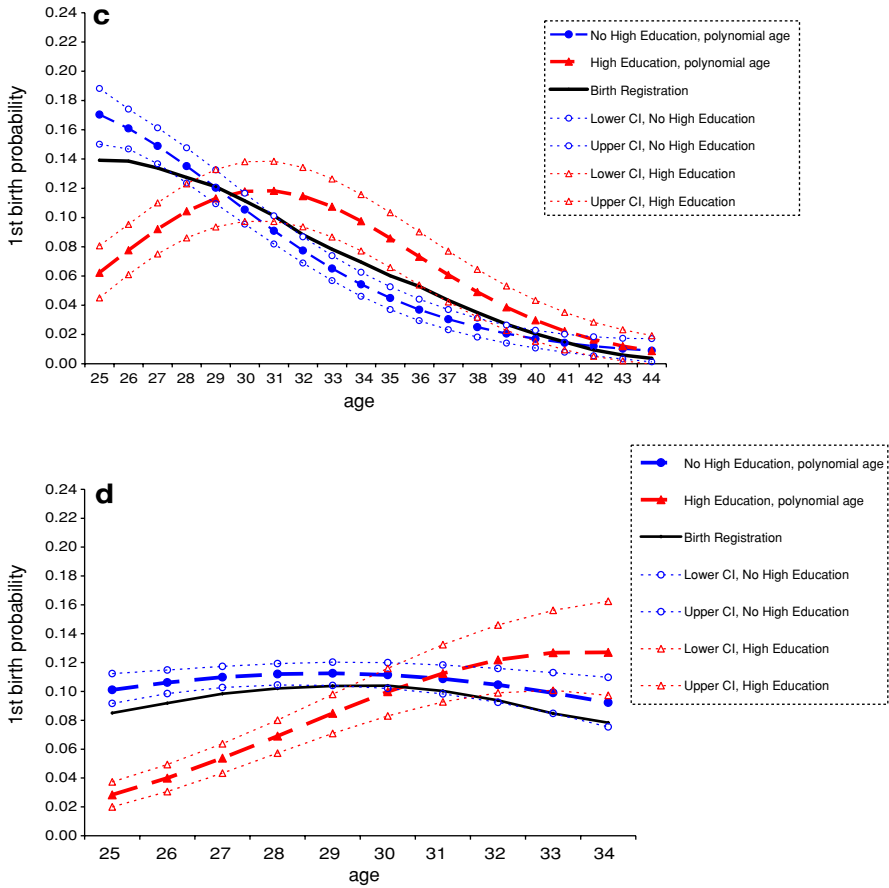 c
0.24
0.22
0.20
0.18
0.16
0.14
0.12
0.10
0.08
0.06
0.04
0.02
0.00
1st birth probability
25 26 27 28 29 30 31 32 33 34 35 36 37 38 39 40 41 42 43 44
age
No High Education, polynomial age
High Education, polynomial age
Birth Registration
Lower CI, No High Education
Upper CI, No High Education
Lower CI, High Education
Upper CI, High Education
d
0.24
0.22
0.20
0.18
0.16
0.14
0.12
0.10
0.08
0.06
0.04
0.02
0.00
1st birth probability
25 26 27 28 29 30 31 32 33 34
age
No High Education, polynomial age
High Education, polynomial age
Birth Registration
Lower CI, No High Education
Upper CI, No High Education
Lower CI, High Education
Upper CI, High Education